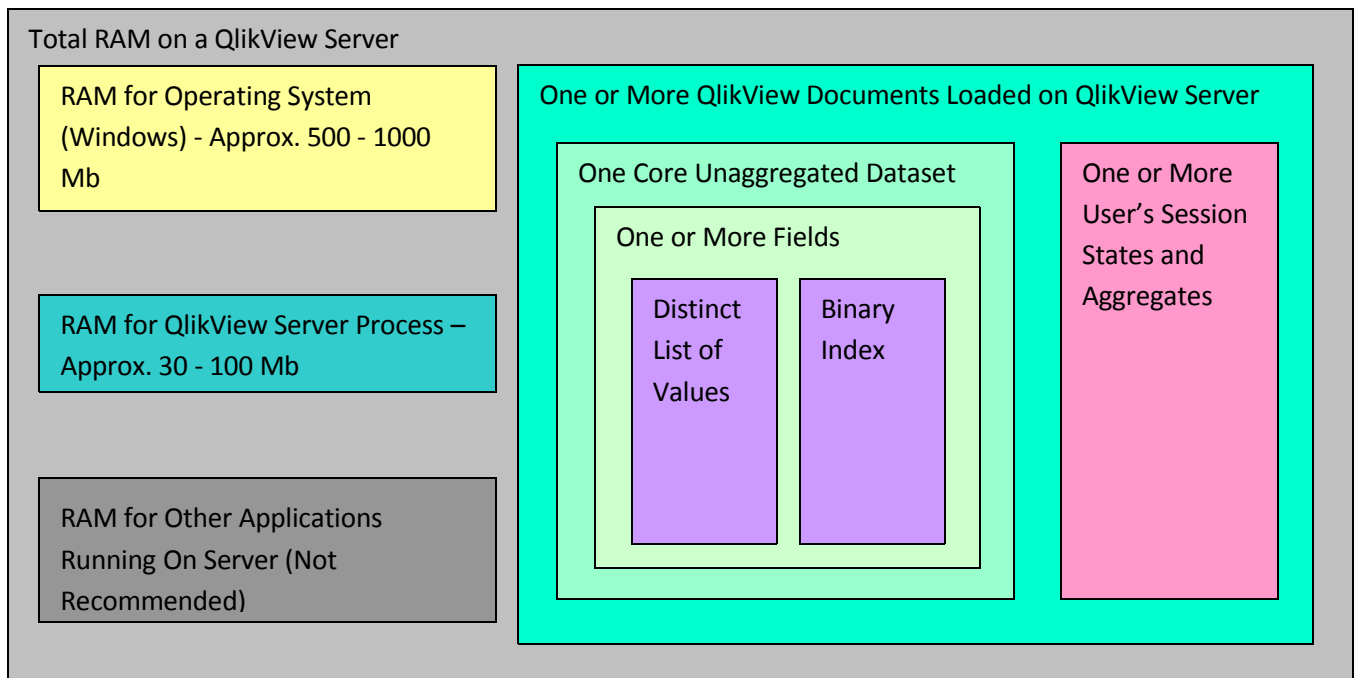 Total RAM on a QlikView Server
RAM for Operating System
(Windows) - Approx. 500 - 1000
Mb
RAM for QlikView Server Process –
Approx. 30 - 100 Mb
RAM for Other Applications
Running On Server (Not
Recommended)
One or More QlikView Documents Loaded on QlikView Server
One Core Unaggregated Dataset
One or More Fields
Distinct
List of
Values
Binary
Index
One or More
User’s Session
States and
Aggregates